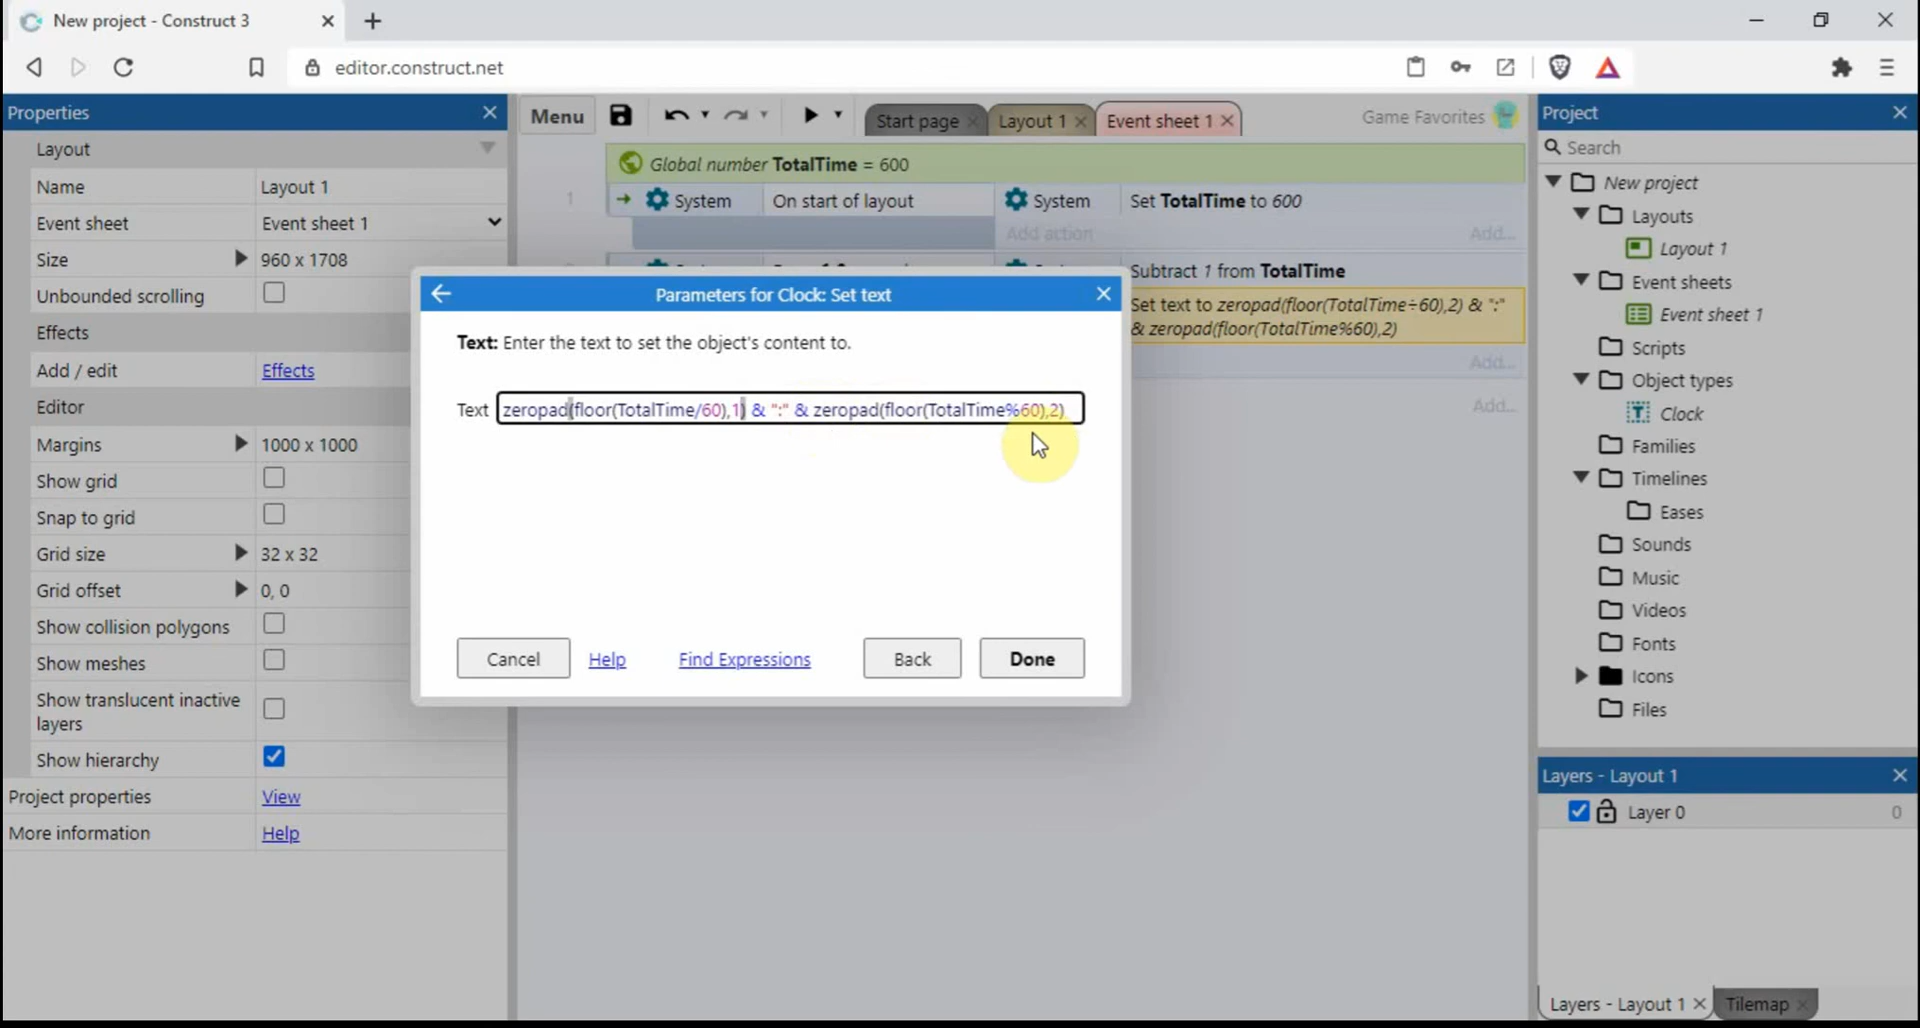 New project - Construct 3
editor.construct.net
Properties
Layout
Name Layout 1
Event sheet Event sheet 1
Size 960 x 1708
Unbounded scrolling
Effects
Add / edit Effects
Editor
Margins 1000 x 1000
Show grid
Snap to grid
Grid size 32 x 32
Grid offset 0, 0
Show collision polygons
Show meshes
Show translucent inactive
layers
Show hierarchy
Project properties View
More information Help
Menu
Start page Layout 1 Event sheet 1
Game Favorites
Global number TotalTime = 600
1 System On start of layout System Set TotalTime to 600
Add action Add...
Subtract 1 from TotalTime
Set text to zeropad(floor(TotalTime÷60),2) & ":"
& zeropad(floor(TotalTime%60),2)
Add...
Add...
Parameters for Clock: Set text
Text: Enter the text to set the object's content to.
Text zeropad(floor(TotalTime/60),1) & ":" & zeropad(floor(TotalTime%60),2)
Cancel Help Find Expressions Back Done
Project
Search
New project
Layouts
Layout 1
Event sheets
Event sheet 1
Scripts
Object types
Clock
Families
Timelines
Eases
Sounds
Music
Videos
Fonts
Icons
Files
Layers - Layout 1
Layer 0 0
Layers - Layout 1 Tilemap